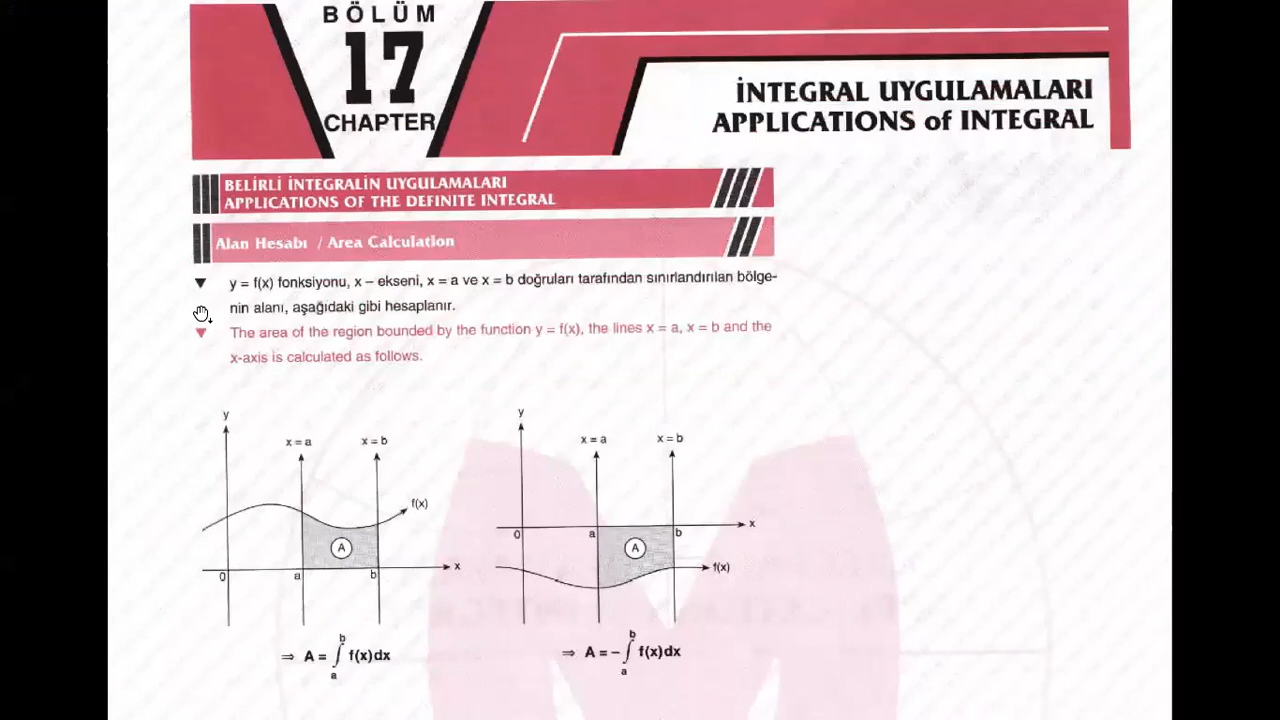 BÖLÜM
17
CHAPTER
İNTEGRAL UYGULAMALARI
APPLICATIONS of INTEGRAL
BELİRLİ İNTEGRALİN UYGULAMALARI
APPLICATIONS OF THE DEFINITE INTEGRAL
Alan Hesabı / Area Calculation
▼ y = f(x) fonksiyonu, x – ekseni, x = a ve x = b doğruları tarafından sınırlandırılan bölge-
nin alanı, aşağıdaki gibi hesaplanır.
▼ The area of the region bounded by the function y = f(x), the lines x = a, x = b and the
x-axis is calculated as follows.
y
x = a
x = b
f(x)
A
0
a
b
x
⇒ A = ∫ₐᵇ f(x)dx
y
x = a
x = b
x
0
a
b
A
f(x)
⇒ A = – ∫ₐᵇ f(x)dx